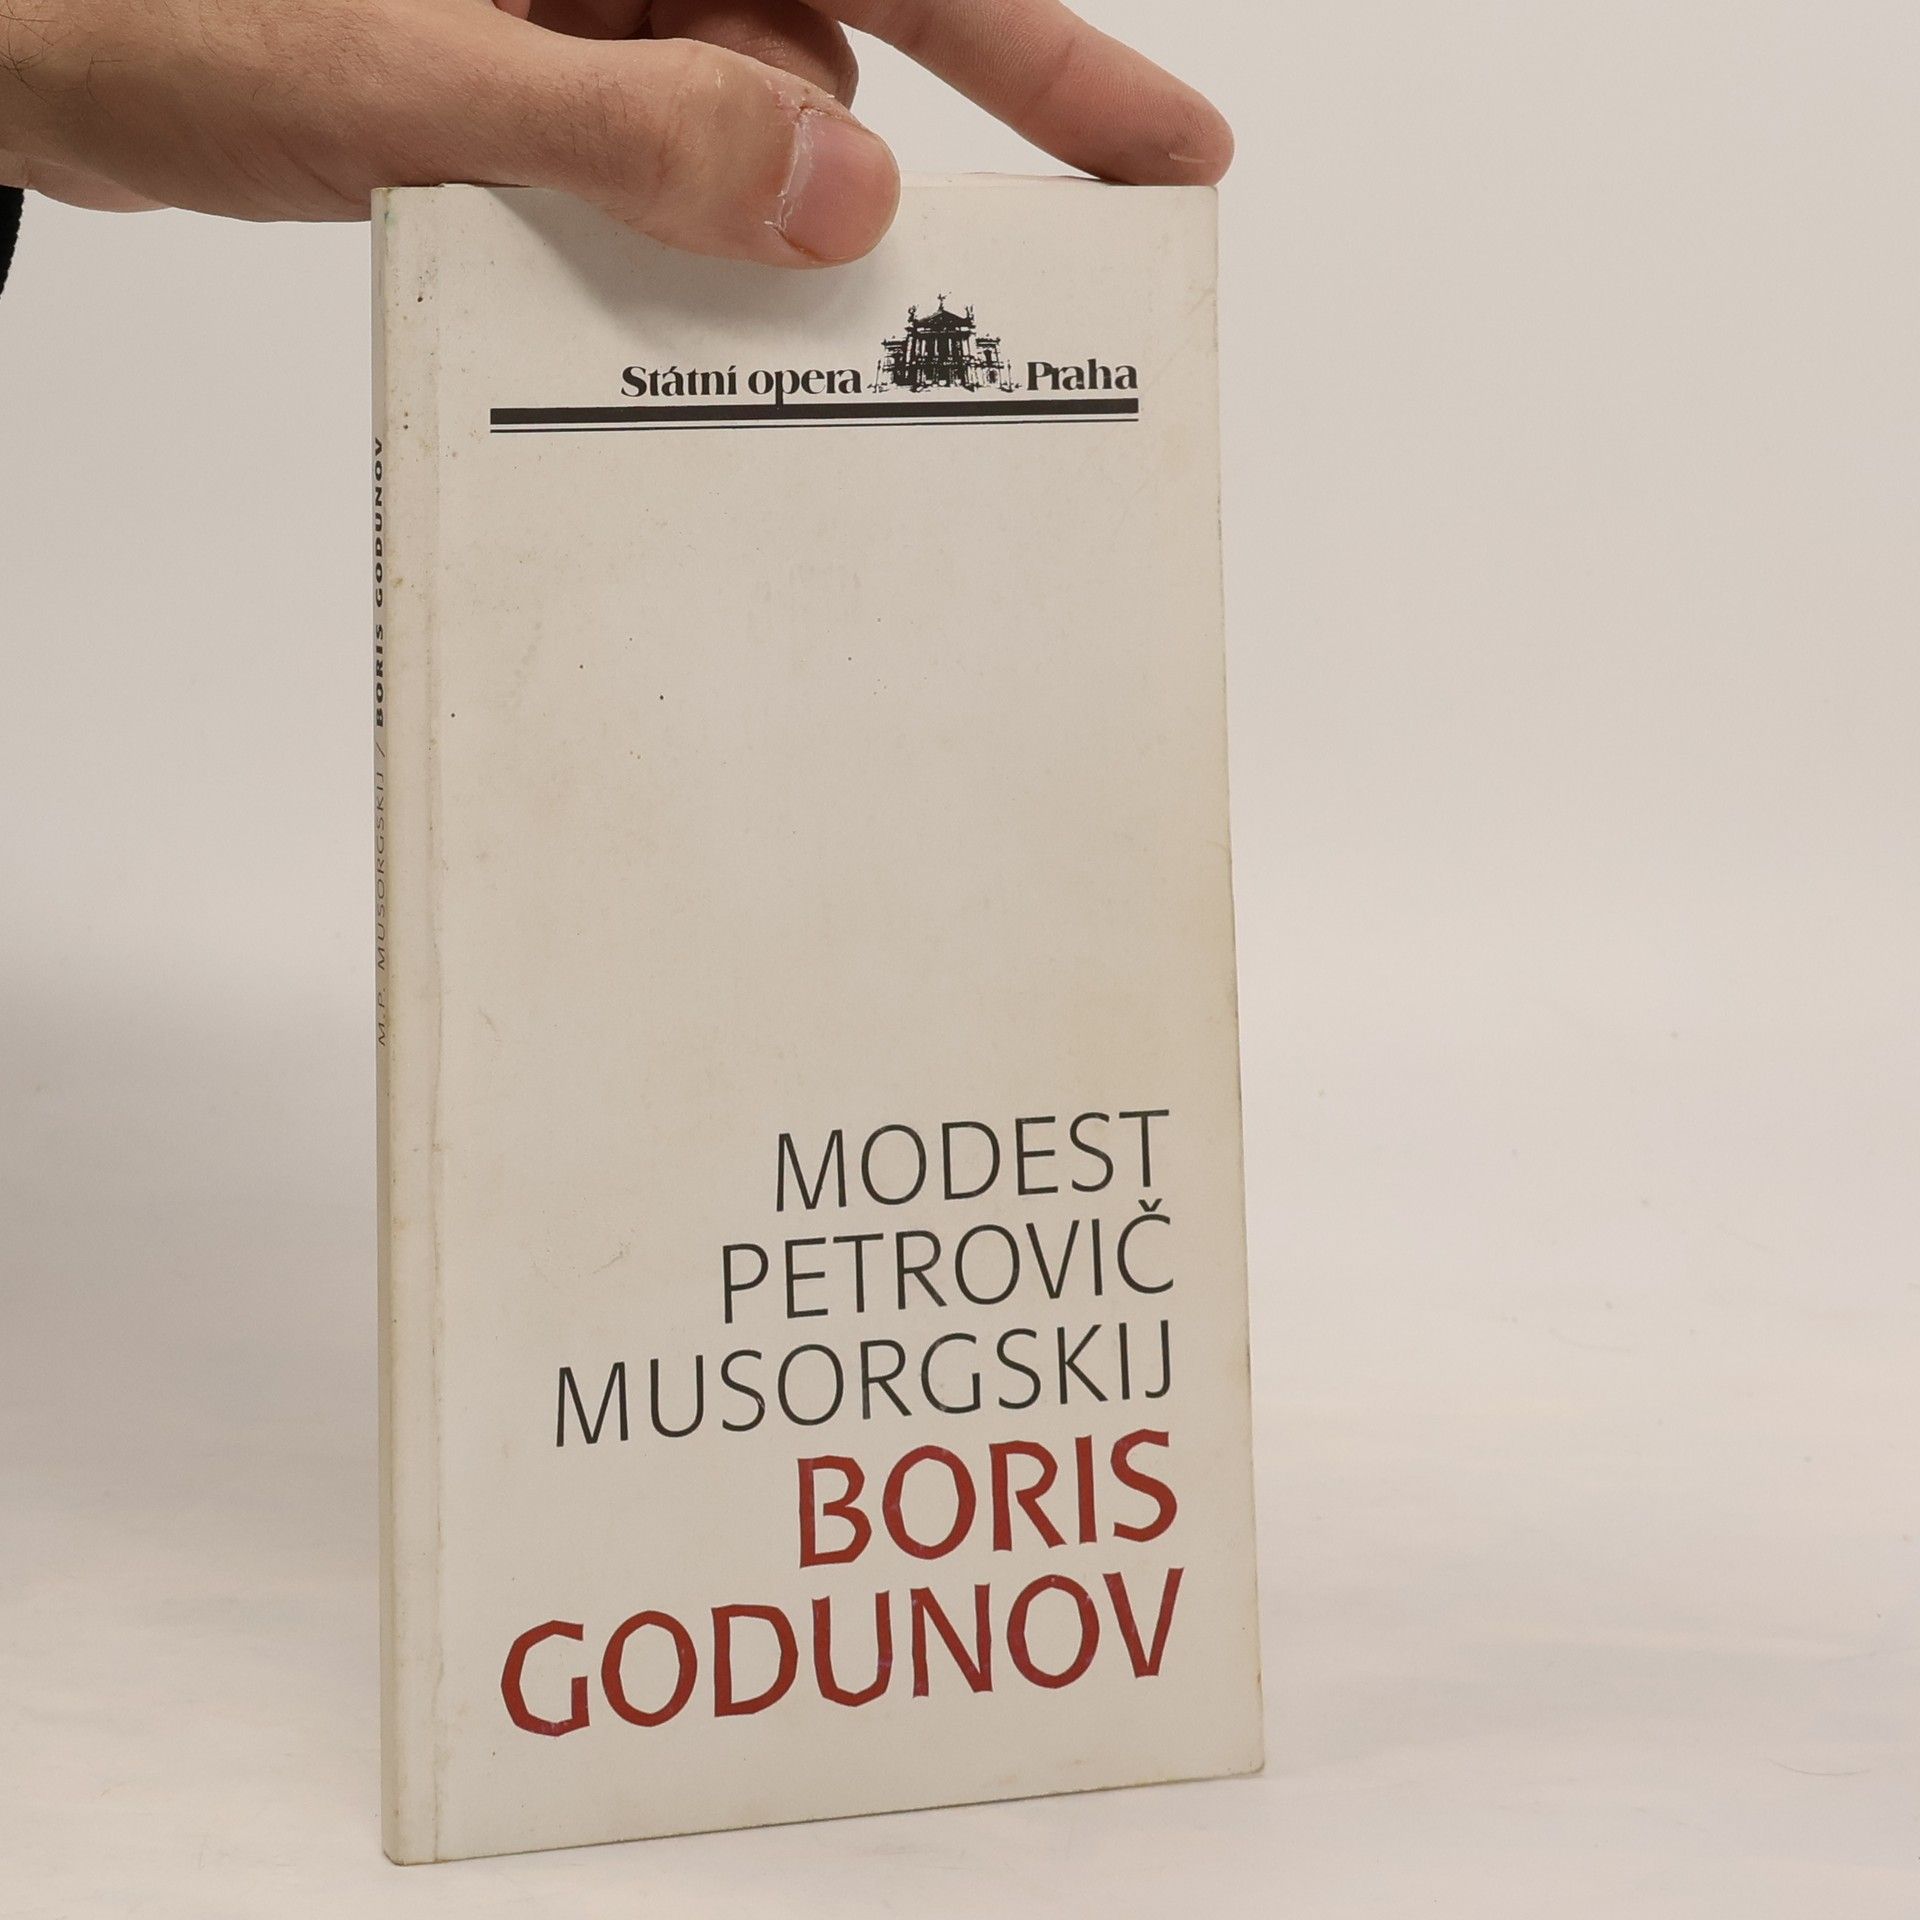 Státní opera Praha
MODEST
PETROVIČ
MUSORGSKIJ
BORIS
GODUNOV
M.P. MUSORGSKIJ / BORIS GODUNOV